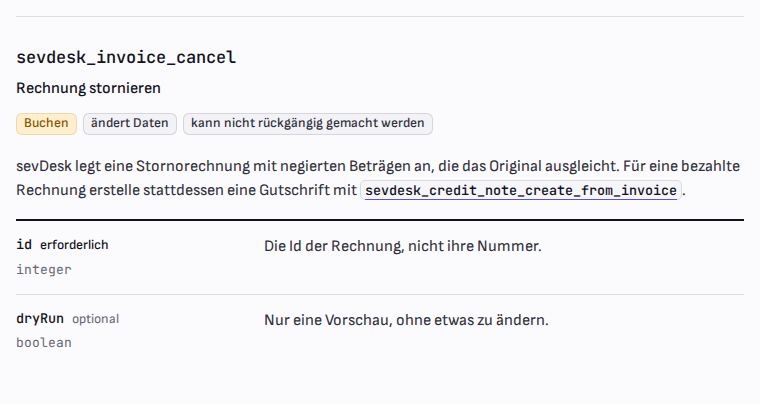 sevdesk_invoice_cancel
Rechnung stornieren
Buchen ändert Daten kann nicht rückgängig gemacht werden
sevDesk legt eine Stornorechnung mit negierten Beträgen an, die das Original ausgleicht. Für eine bezahlte
Rechnung erstelle stattdessen eine Gutschrift mit sevdesk_credit_note_create_from_invoice.
id erforderlich Die Id der Rechnung, nicht ihre Nummer.
integer
dryRun optional Nur eine Vorschau, ohne etwas zu ändern.
boolean